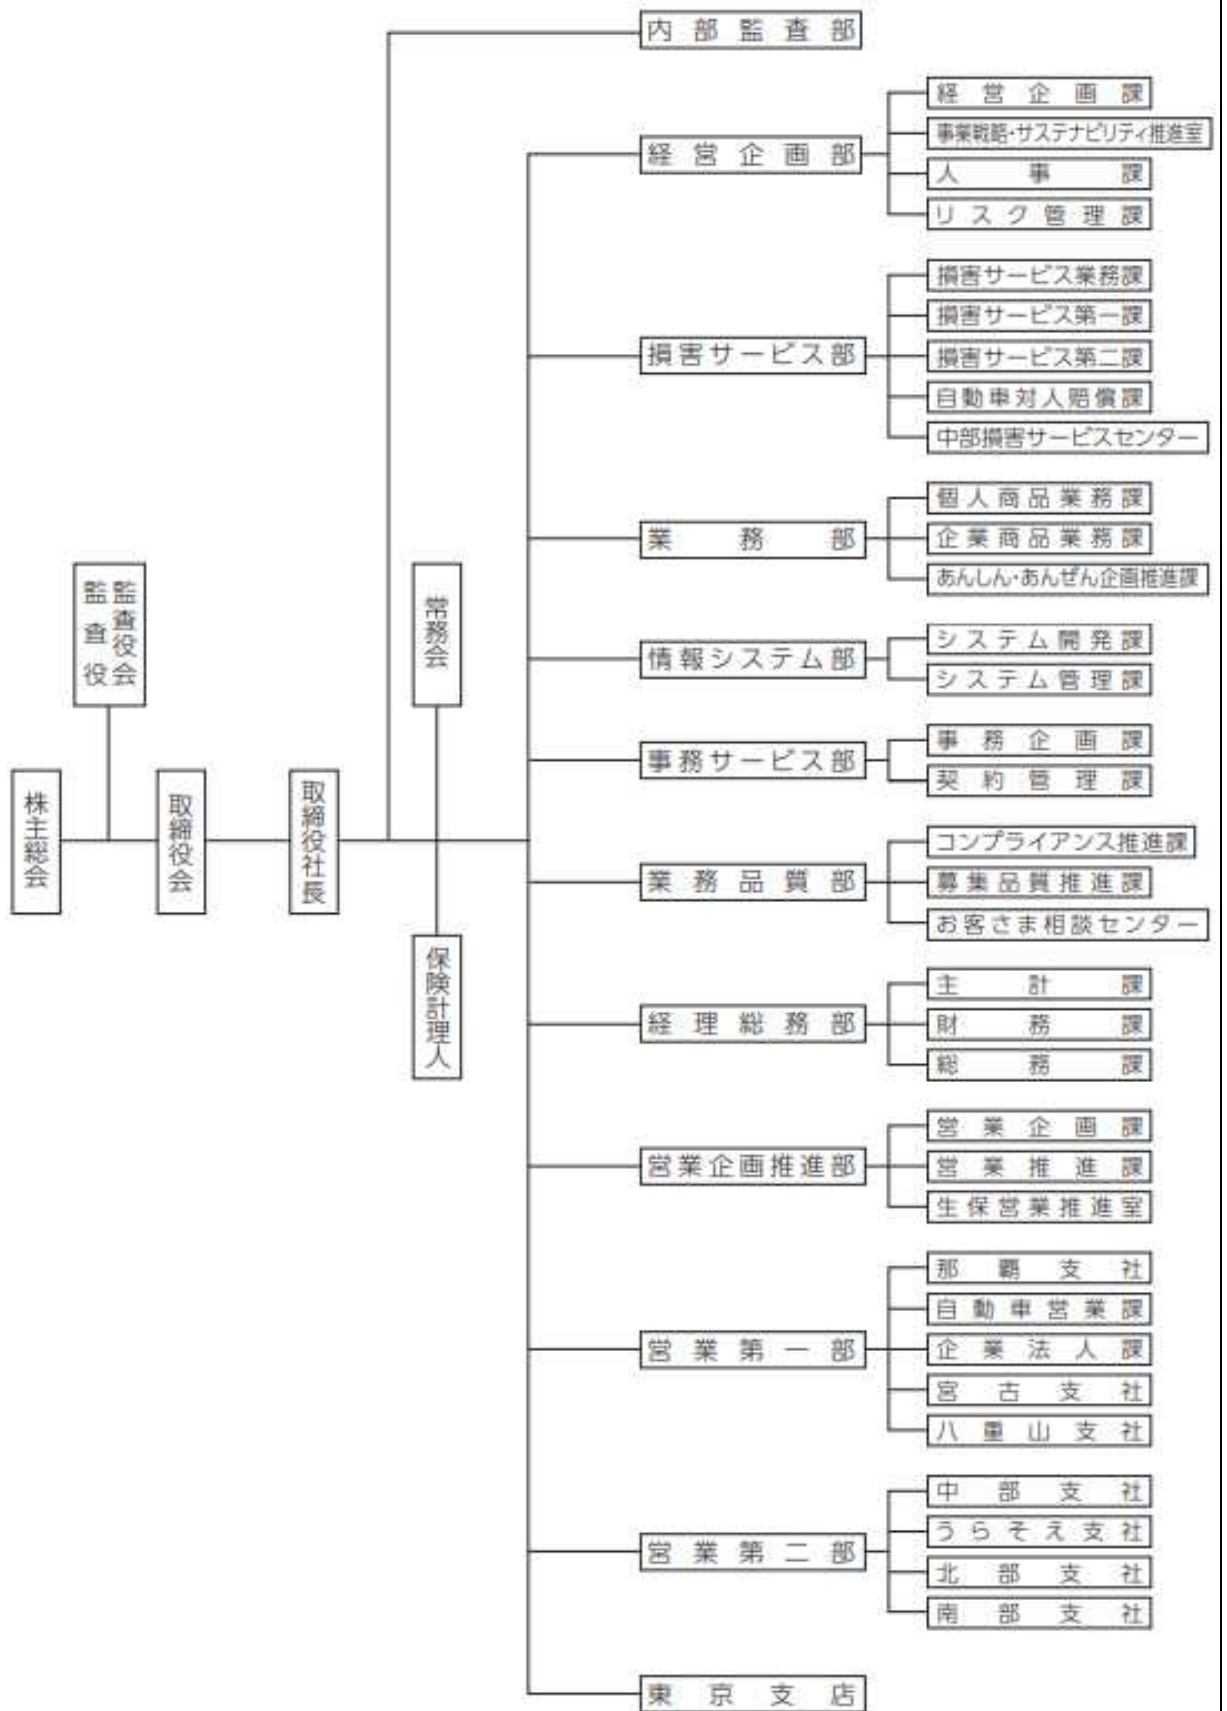 内部監査部
経営企画部
経営企画課
事業戦略・サステナビリティ推進室
人事課
リスク管理課
損害サービス部
損害サービス業務課
損害サービス第一課
損害サービス第二課
自動車対人賠償課
中部損害サービスセンター
業務部
個人商品業務課
企業商品業務課
あんしん・あんぜん企画推進課
情報システム部
システム開発課
システム管理課
事務サービス部
事務企画課
契約管理課
業務品質部
コンプライアンス推進課
募集品質推進課
お客さま相談センター
経理総務部
主計課
財務課
総務課
営業企画推進部
営業企画課
営業推進課
生保営業推進室
営業第一部
那覇支社
自動車営業課
企業法人課
宮古支社
八重山支社
営業第二部
中部支社
うらそえ支社
北部支社
南部支社
東京支店
監査役会
監査役
常務会
株主総会
取締役会
取締役社長
保険計理人